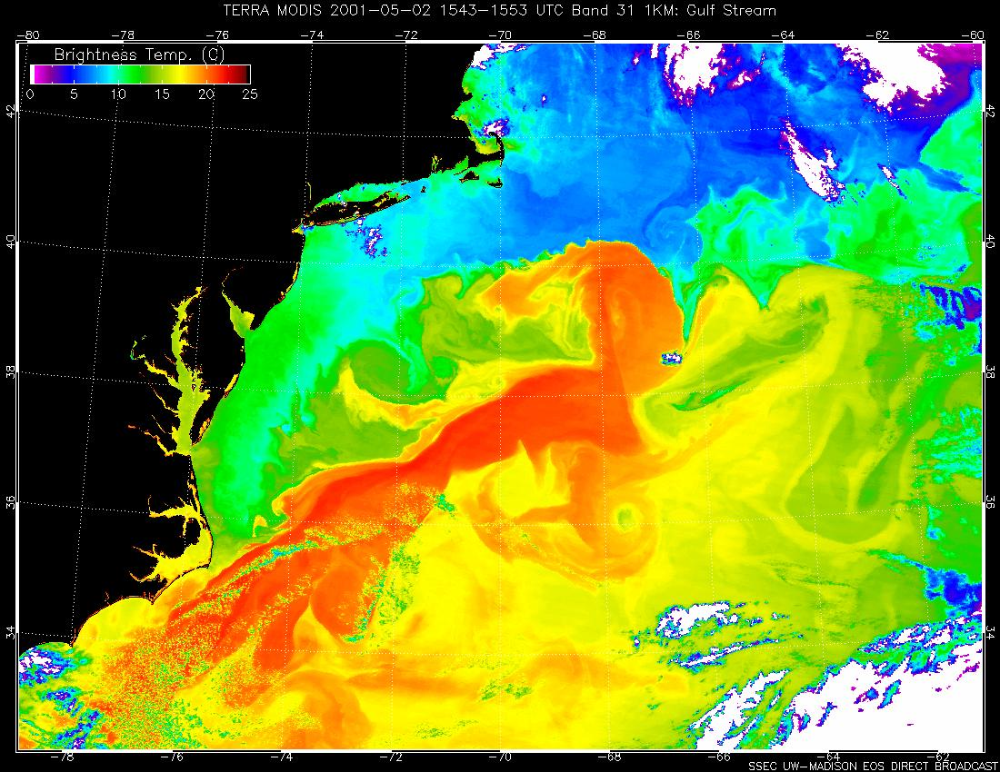 TERRA MODIS 2001-05-02 1543-1553 UTC Band 31 1KM: Gulf Stream
-80 -78 -76 -74 -72 -70 -68 -66 -64 -62 -60
Brightness Temp. (C)
0 5 10 15 20 25
42 42
40 40
38 38
36 36
34 34
-78 -76 -74 -72 -70 -68 -66 -64 -62
SSEC UW-MADISON EOS DIRECT BROADCAST